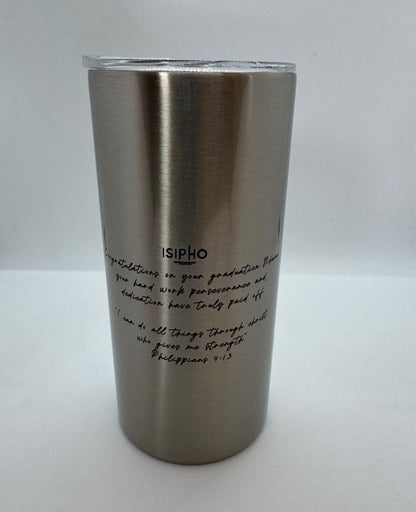 ISIPHO
Congratulations on your graduation
your hard work perseverance and
dedication have truly paid off
"I can do all things through christ
who gives me strength"
Philippians 4:13